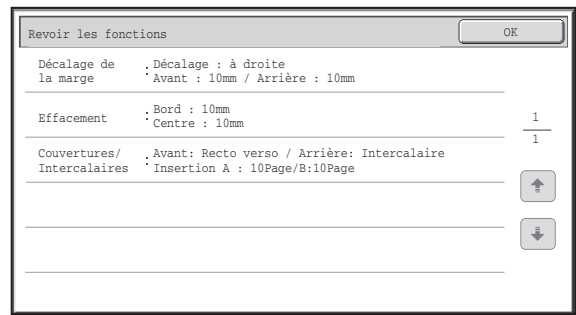 Revoir les fonctions
OK
Décalage de la marge : Décalage : à droite
Avant : 10mm / Arrière : 10mm
Effacement : Bord : 10mm
Centre : 10mm
Couvertures/ Intercalaires : Avant: Recto verso / Arrière: Intercalaire
Insertion A : 10Page/B:10Page
1
1